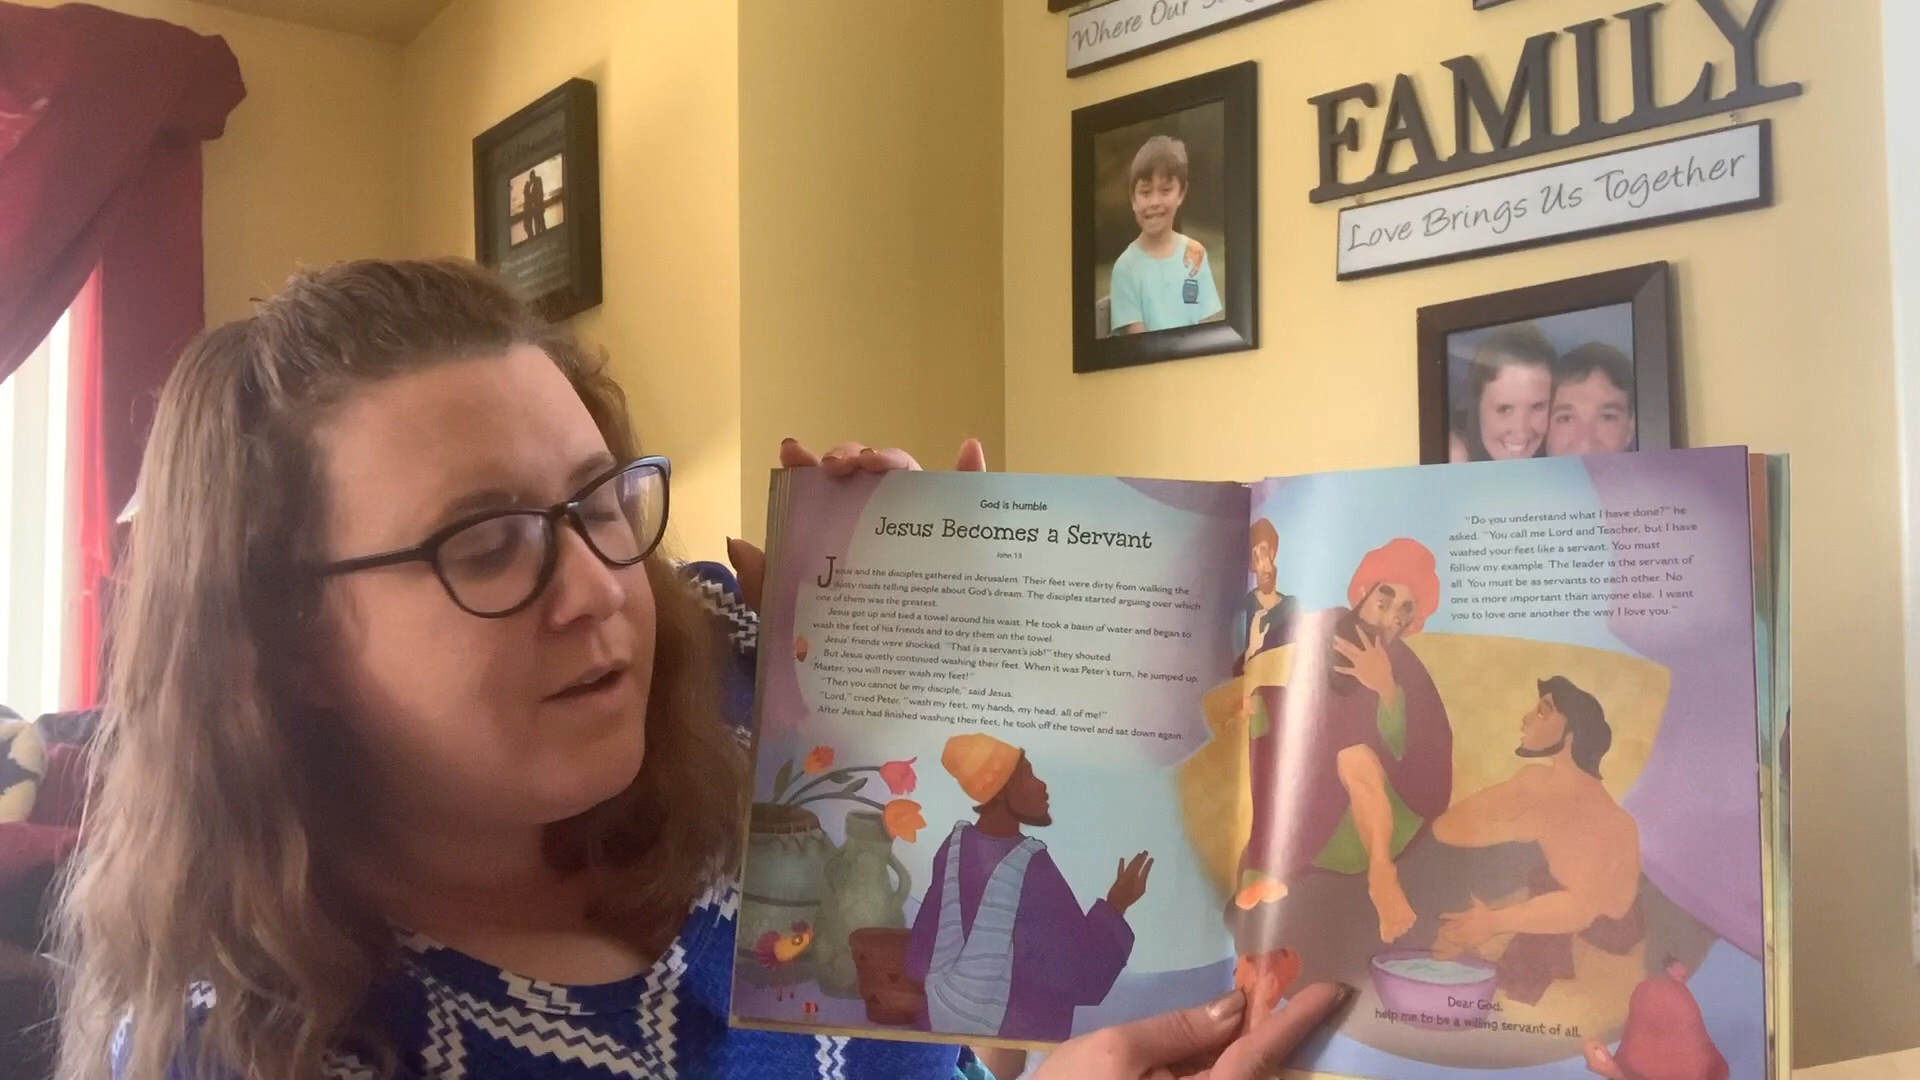 Where Our
FAMILY
Love Brings Us Together
God is humble
Jesus Becomes a Servant
John 13
Jesus and the disciples gathered in Jerusalem. Their feet were dirty from walking the
dusty roads telling people about God's dream. The disciples started arguing over which
one of them was the greatest.
Jesus got up and tied a towel around his waist. He took a basin of water and began to
wash the feet of his friends and to dry them on the towel.
Jesus' friends were shocked. "That is a servant's job!" they shouted.
But Jesus quietly continued washing their feet. When it was Peter's turn, he jumped up.
"Master, you will never wash my feet!"
"Then you cannot be my disciple," said Jesus.
"Lord," cried Peter, "wash my feet, my hands, my head, all of me!"
After Jesus had finished washing their feet, he took off the towel and sat down again.
"Do you understand what I have done?" he
asked. "You call me Lord and Teacher, but I have
washed your feet like a servant. You must
follow my example. The leader is the servant of
all. You must be as servants to each other. No
one is more important than anyone else. I want
you to love one another the way I love you."
Dear God,
help me to be a willing servant of all.